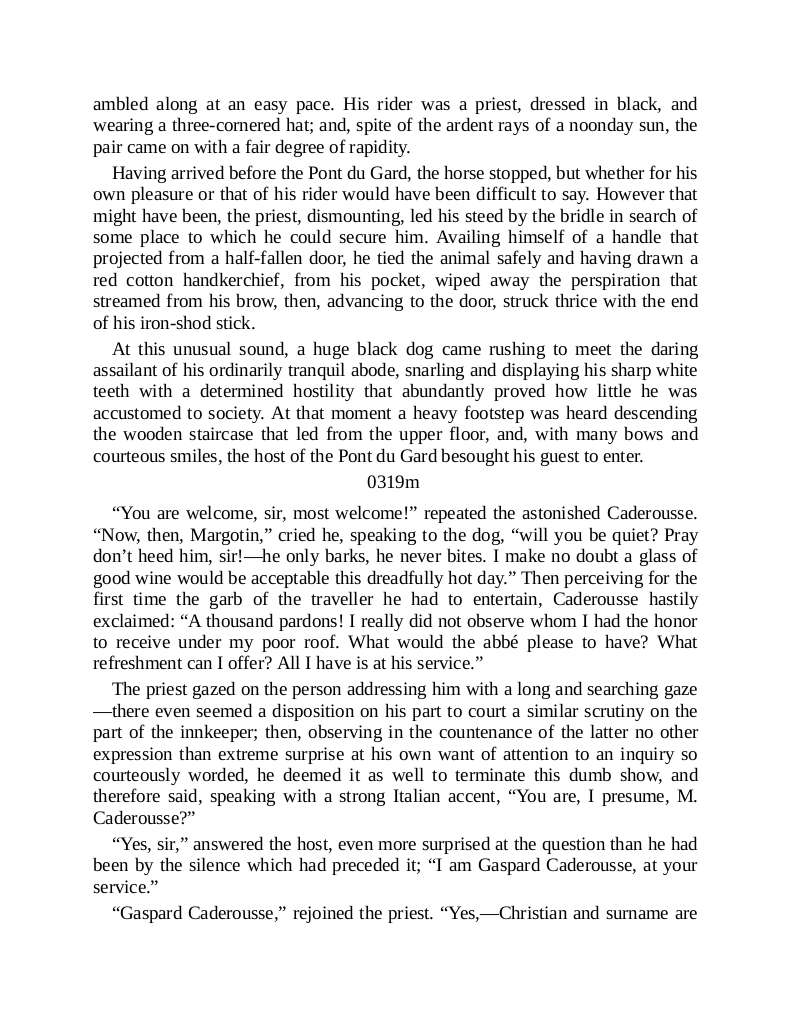 ambled along at an easy pace. His rider was a priest, dressed in black, and
wearing a three-cornered hat; and, spite of the ardent rays of a noonday sun, the
pair came on with a fair degree of rapidity.
Having arrived before the Pont du Gard, the horse stopped, but whether for his
own pleasure or that of his rider would have been difficult to say. However that
might have been, the priest, dismounting, led his steed by the bridle in search of
some place to which he could secure him. Availing himself of a handle that
projected from a half-fallen door, he tied the animal safely and having drawn a
red cotton handkerchief, from his pocket, wiped away the perspiration that
streamed from his brow, then, advancing to the door, struck thrice with the end
of his iron-shod stick.
At this unusual sound, a huge black dog came rushing to meet the daring
assailant of his ordinarily tranquil abode, snarling and displaying his sharp white
teeth with a determined hostility that abundantly proved how little he was
accustomed to society. At that moment a heavy footstep was heard descending
the wooden staircase that led from the upper floor, and, with many bows and
courteous smiles, the host of the Pont du Gard besought his guest to enter.
0319m
“You are welcome, sir, most welcome!” repeated the astonished Caderousse.
“Now, then, Margotin,” cried he, speaking to the dog, “will you be quiet? Pray
don’t heed him, sir!—he only barks, he never bites. I make no doubt a glass of
good wine would be acceptable this dreadfully hot day.” Then perceiving for the
first time the garb of the traveller he had to entertain, Caderousse hastily
exclaimed: “A thousand pardons! I really did not observe whom I had the honor
to receive under my poor roof. What would the abbé please to have? What
refreshment can I offer? All I have is at his service.”
The priest gazed on the person addressing him with a long and searching gaze
—there even seemed a disposition on his part to court a similar scrutiny on the
part of the innkeeper; then, observing in the countenance of the latter no other
expression than extreme surprise at his own want of attention to an inquiry so
courteously worded, he deemed it as well to terminate this dumb show, and
therefore said, speaking with a strong Italian accent, “You are, I presume, M.
Caderousse?”
“Yes, sir,” answered the host, even more surprised at the question than he had
been by the silence which had preceded it; “I am Gaspard Caderousse, at your
service.”
“Gaspard Caderousse,” rejoined the priest. “Yes,—Christian and surname are